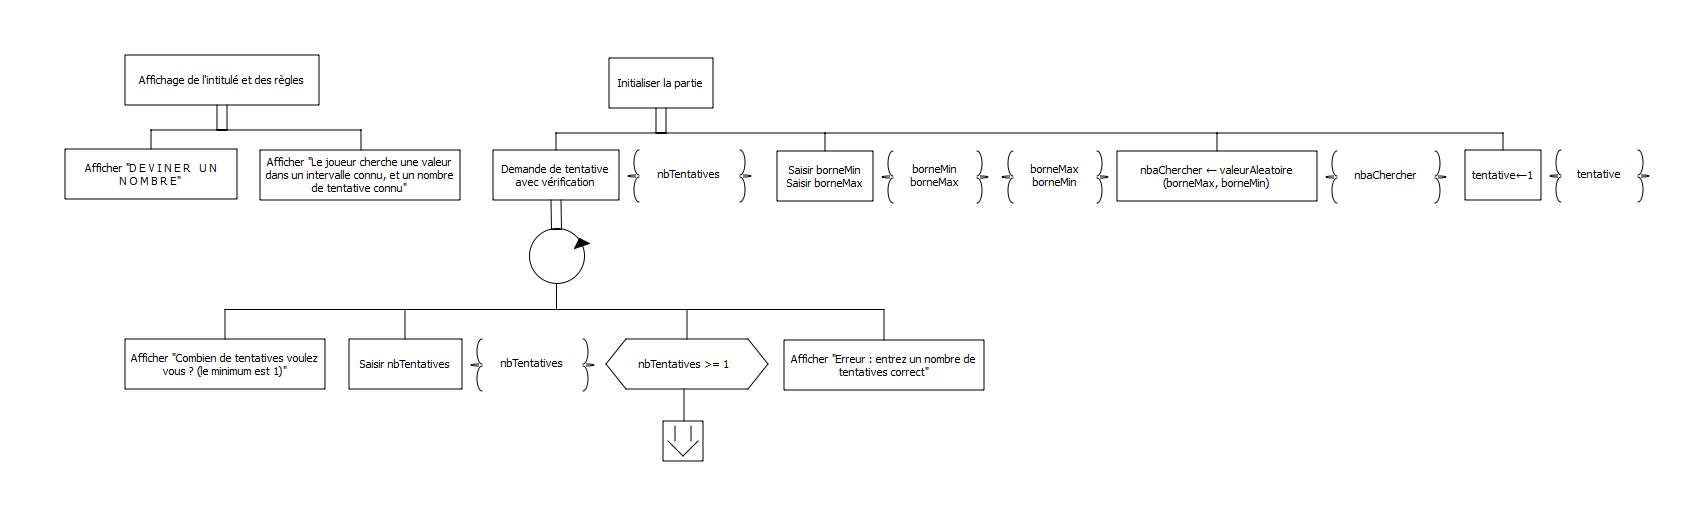 Affichage de l'intitulé et des règles
Initialiser la partie
Afficher "D E V I N E R   U N
N O M B R E"
Afficher "Le joueur cherche une valeur
dans un intervalle connu, et un nombre
de tentative connu"
Demande de tentative
avec vérification
nbTentatives
Saisir borneMin
Saisir borneMax
borneMin
borneMax
borneMax
borneMin
nbaChercher ← valeurAleatoire
(borneMax, borneMin)
nbaChercher
tentative←1
tentative
Afficher "Combien de tentatives voulez
vous ? (le minimum est 1)"
Saisir nbTentatives
nbTentatives
nbTentatives >= 1
Afficher "Erreur : entrez un nombre de
tentatives correct"